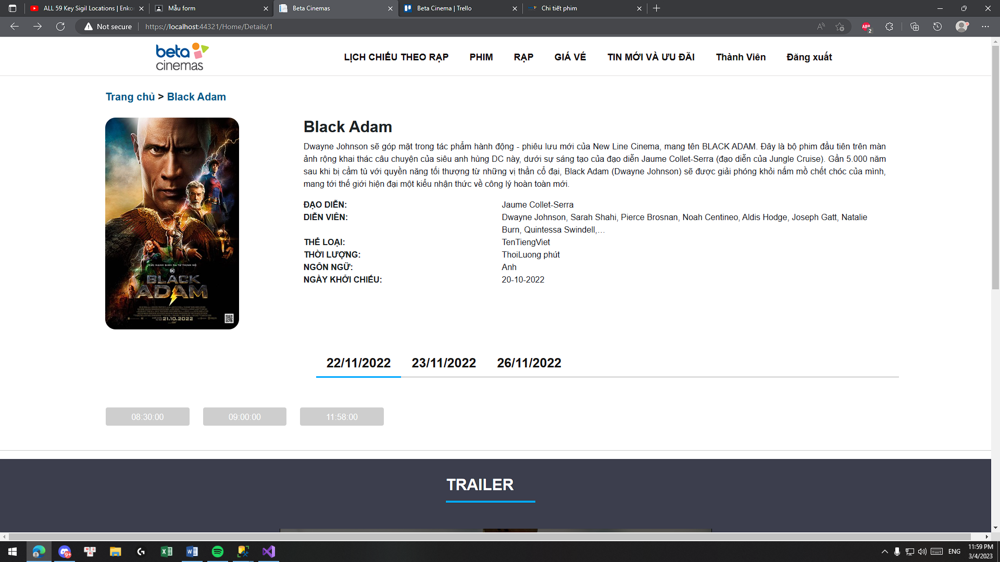 ALL 59 Key Sigil Locations | Enko
Mẫu form
Beta Cinemas
Beta Cinema | Trello
Chi tiết phim
Not secure
https://localhost:44321/Home/Details/1
ABP
2
beta
cinemas
LỊCH CHIẾU THEO RẠP
PHIM
RẠP
GIÁ VÉ
TIN MỚI VÀ ƯU ĐÃI
Thành Viên
Đăng xuất
Trang chủ > Black Adam
Black Adam
Dwayne Johnson sẽ góp mặt trong tác phẩm hành động - phiêu lưu mới của New Line Cinema, mang tên BLACK ADAM. Đây là bộ phim đầu tiên trên màn
ảnh rộng khai thác câu chuyện của siêu anh hùng DC này, dưới sự sáng tạo của đạo diễn Jaume Collet-Serra (đạo diễn của Jungle Cruise). Gần 5.000 năm
sau khi bị cầm tù với quyền năng tối thượng từ những vị thần cổ đại, Black Adam (Dwayne Johnson) sẽ được giải phóng khỏi nấm mồ chết chóc của mình,
mang tới thế giới hiện đại một kiểu nhận thức về công lý hoàn toàn mới.
ĐẠO DIỄN: Jaume Collet-Serra
DIỄN VIÊN: Dwayne Johnson, Sarah Shahi, Pierce Brosnan, Noah Centineo, Aldis Hodge, Joseph Gatt, Natalie
Burn, Quintessa Swindell,...
THỂ LOẠI: TenTiengViet
THỜI LƯỢNG: ThoiLuong phút
NGÔN NGỮ: Anh
NGÀY KHỞI CHIẾU: 20-10-2022
SỨC MẠNH SINH RA TỪ THỊNH NỘ
DC
BLACK
ADAM
21.10.2022
22/11/2022
23/11/2022
26/11/2022
08:30:00
09:00:00
11:58:00
TRAILER
9+
ENG
11:59 PM
3/4/2023